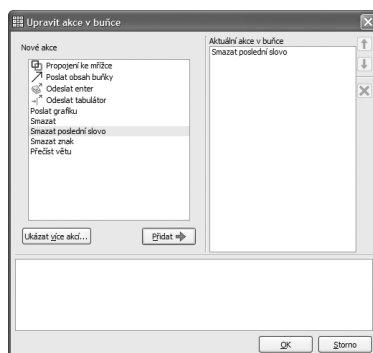 Upravit akce v buňce
Nové akce
Propojení ke mřížce
Poslat obsah buňky
Odeslat enter
Odeslat tabulátor
Poslat grafiku
Smazat
Smazat poslední slovo
Smazat znak
Přečíst větu
Ukázat více akcí...
Přidat
Aktuální akce v buňce
Smazat poslední slovo
OK
Storno